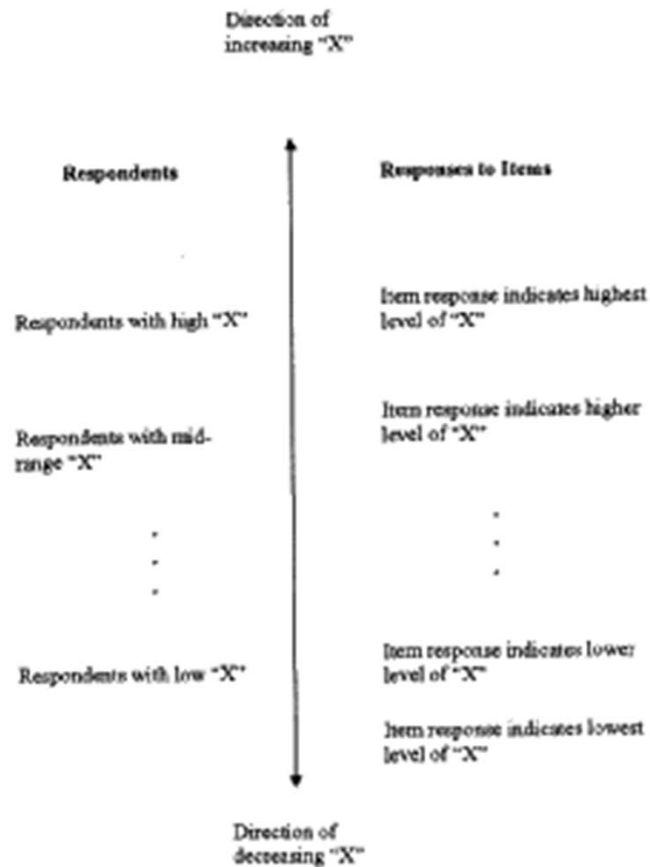 Direction of
increasing “X”
Respondents
Responses to Items
Respondents with high “X”
Item response indicates highest
level of “X”
Respondents with mid-
range “X”
Item response indicates higher
level of “X”
Respondents with low “X”
Item response indicates lower
level of “X”
Item response indicates lowest
level of “X”
Direction of
decreasing “X”